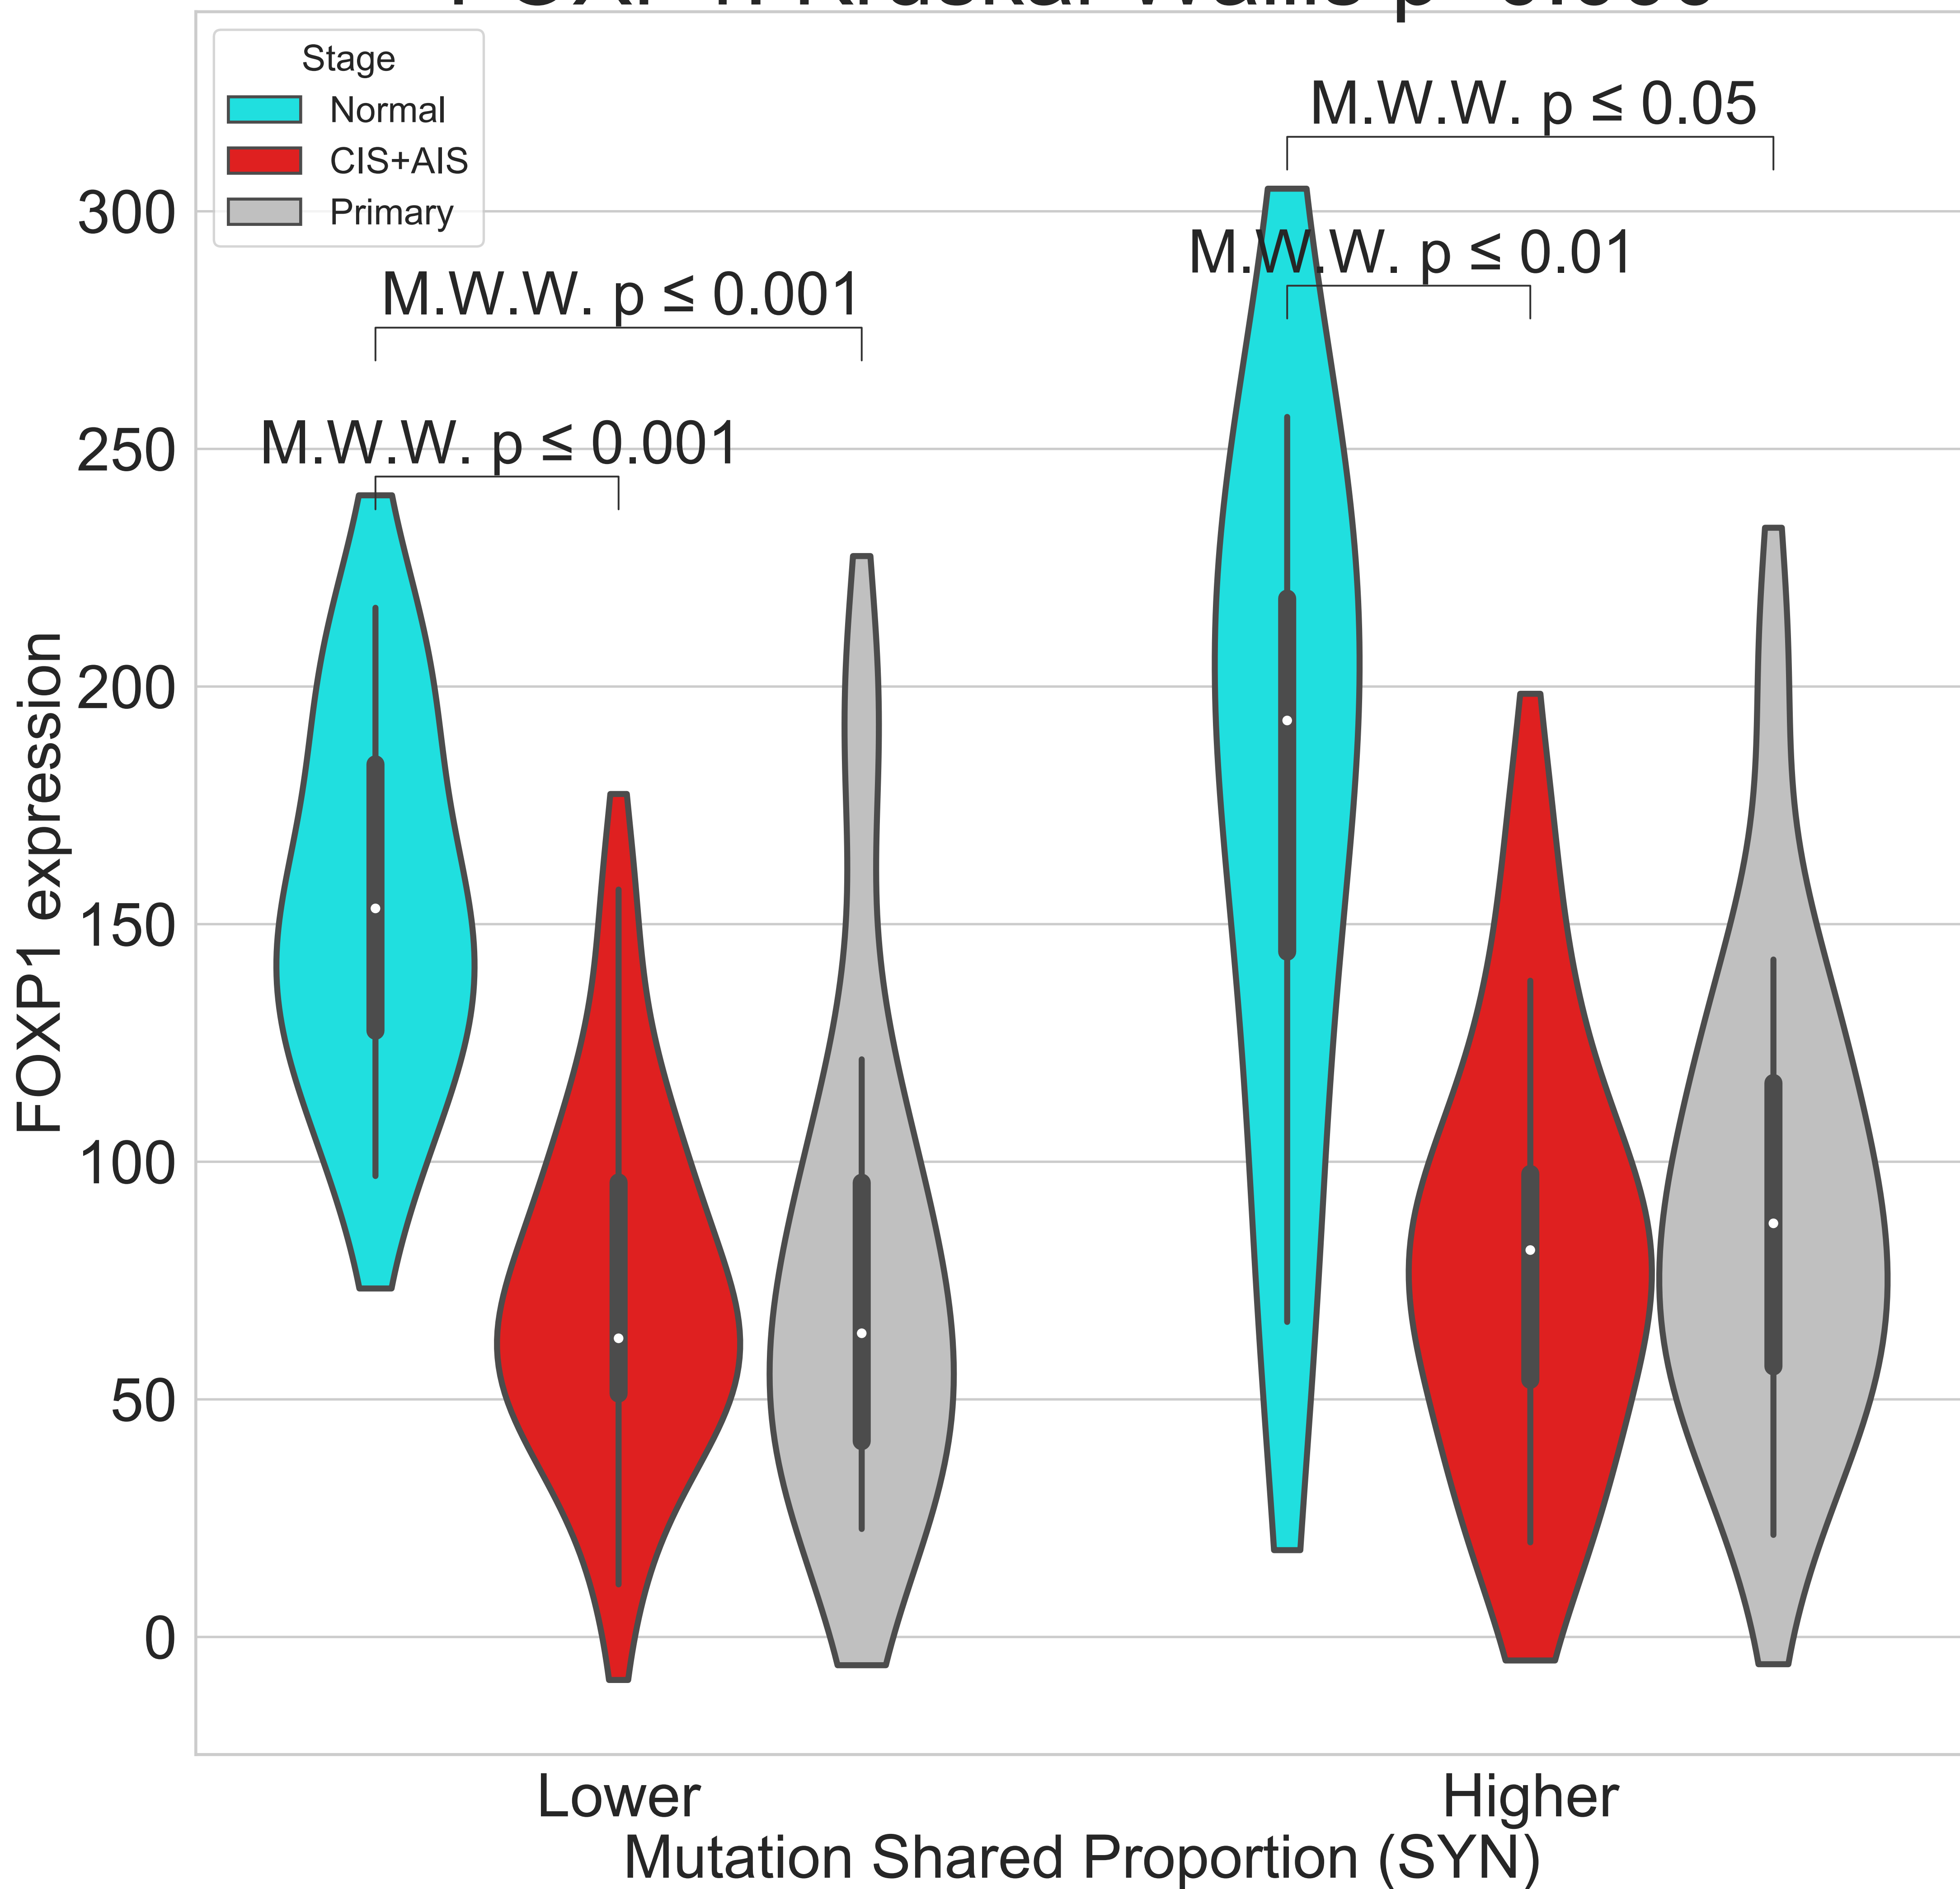 Stage
Normal
CIS+AIS
Primary
M.W.W. p ≤ 0.05
M.W.W. p ≤ 0.01
M.W.W. p ≤ 0.001
M.W.W. p ≤ 0.001
FOXP1 expression
300
250
200
150
100
50
0
Lower
Higher
Mutation Shared Proportion (SYN)